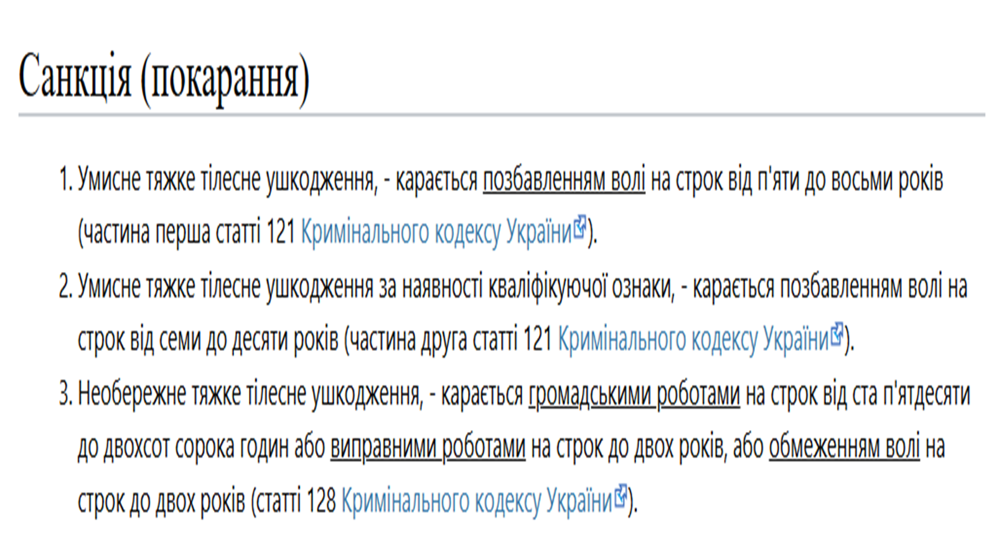 Санкція (покарання)
1. Умисне тяжке тілесне ушкодження, - карається позбавленням волі на строк від п'яти до восьми років
(частина перша статті 121 Кримінального кодексу України).
2. Умисне тяжке тілесне ушкодження за наявності кваліфікуючої ознаки, - карається позбавленням волі на
строк від семи до десяти років (частина друга статті 121 Кримінального кодексу України).
3. Необережне тяжке тілесне ушкодження, - карається громадськими роботами на строк від ста п'ятдесяти
до двохсот сорока годин або виправними роботами на строк до двох років, або обмеженням волі на
строк до двох років (статті 128 Кримінального кодексу України).